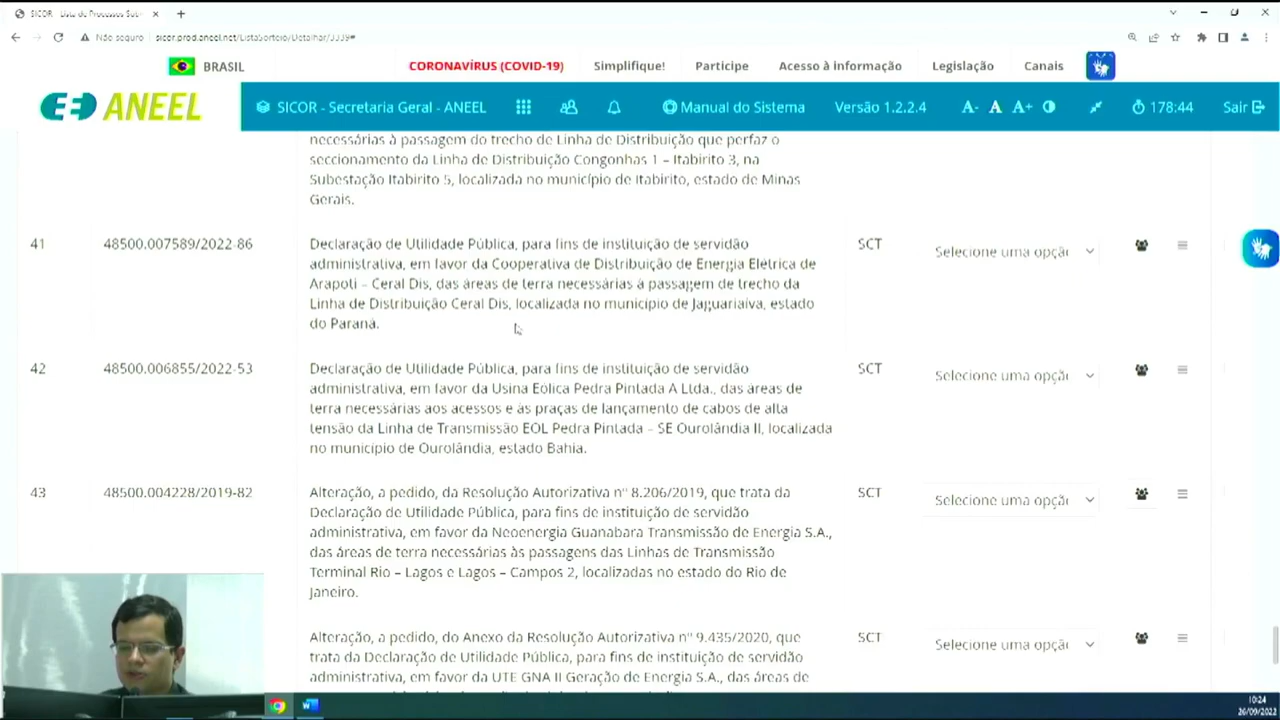 SICOR - Lista de Processos Sub
Não seguro
sicor.prod.aneel.net/ListaSorteio/Detalhar/3339#
BRASIL
CORONAVÍRUS (COVID-19)
Simplifique!
Participe
Acesso à informação
Legislação
Canais
ANEEL
SICOR - Secretaria Geral - ANEEL
Manual do Sistema
Versão 1.2.2.4
A-
A
A+
178:44
Sair
necessárias à passagem do trecho de Linha de Distribuição que perfaz o
seccionamento da Linha de Distribuição Congonhas 1 – Itabirito 3, na
Subestação Itabirito 5, localizada no município de Itabirito, estado de Minas
Gerais.
41
48500.007589/2022-86
Declaração de Utilidade Pública, para fins de instituição de servidão
administrativa, em favor da Cooperativa de Distribuição de Energia Elétrica de
Arapoti – Ceral Dis, das áreas de terra necessárias à passagem de trecho da
Linha de Distribuição Ceral Dis, localizada no município de Jaguariaíva, estado
do Paraná.
SCT
Selecione uma opçã
42
48500.006855/2022-53
Declaração de Utilidade Pública, para fins de instituição de servidão
administrativa, em favor da Usina Eólica Pedra Pintada A Ltda., das áreas de
terra necessárias aos acessos e às praças de lançamento de cabos de alta
tensão da Linha de Transmissão EOL Pedra Pintada – SE Ourolândia II, localizada
no município de Ourolândia, estado Bahia.
SCT
Selecione uma opçã
43
48500.004228/2019-82
Alteração, a pedido, da Resolução Autorizativa nº 8.206/2019, que trata da
Declaração de Utilidade Pública, para fins de instituição de servidão
administrativa, em favor da Neoenergia Guanabara Transmissão de Energia S.A.,
das áreas de terra necessárias às passagens das Linhas de Transmissão
Terminal Rio – Lagos e Lagos – Campos 2, localizadas no estado do Rio de
Janeiro.
SCT
Selecione uma opçã
Alteração, a pedido, do Anexo da Resolução Autorizativa nº 9.435/2020, que
trata da Declaração de Utilidade Pública, para fins de instituição de servidão
administrativa, em favor da UTE GNA II Geração de Energia S.A., das áreas de
SCT
Selecione uma opçã
10:24
26/09/2022